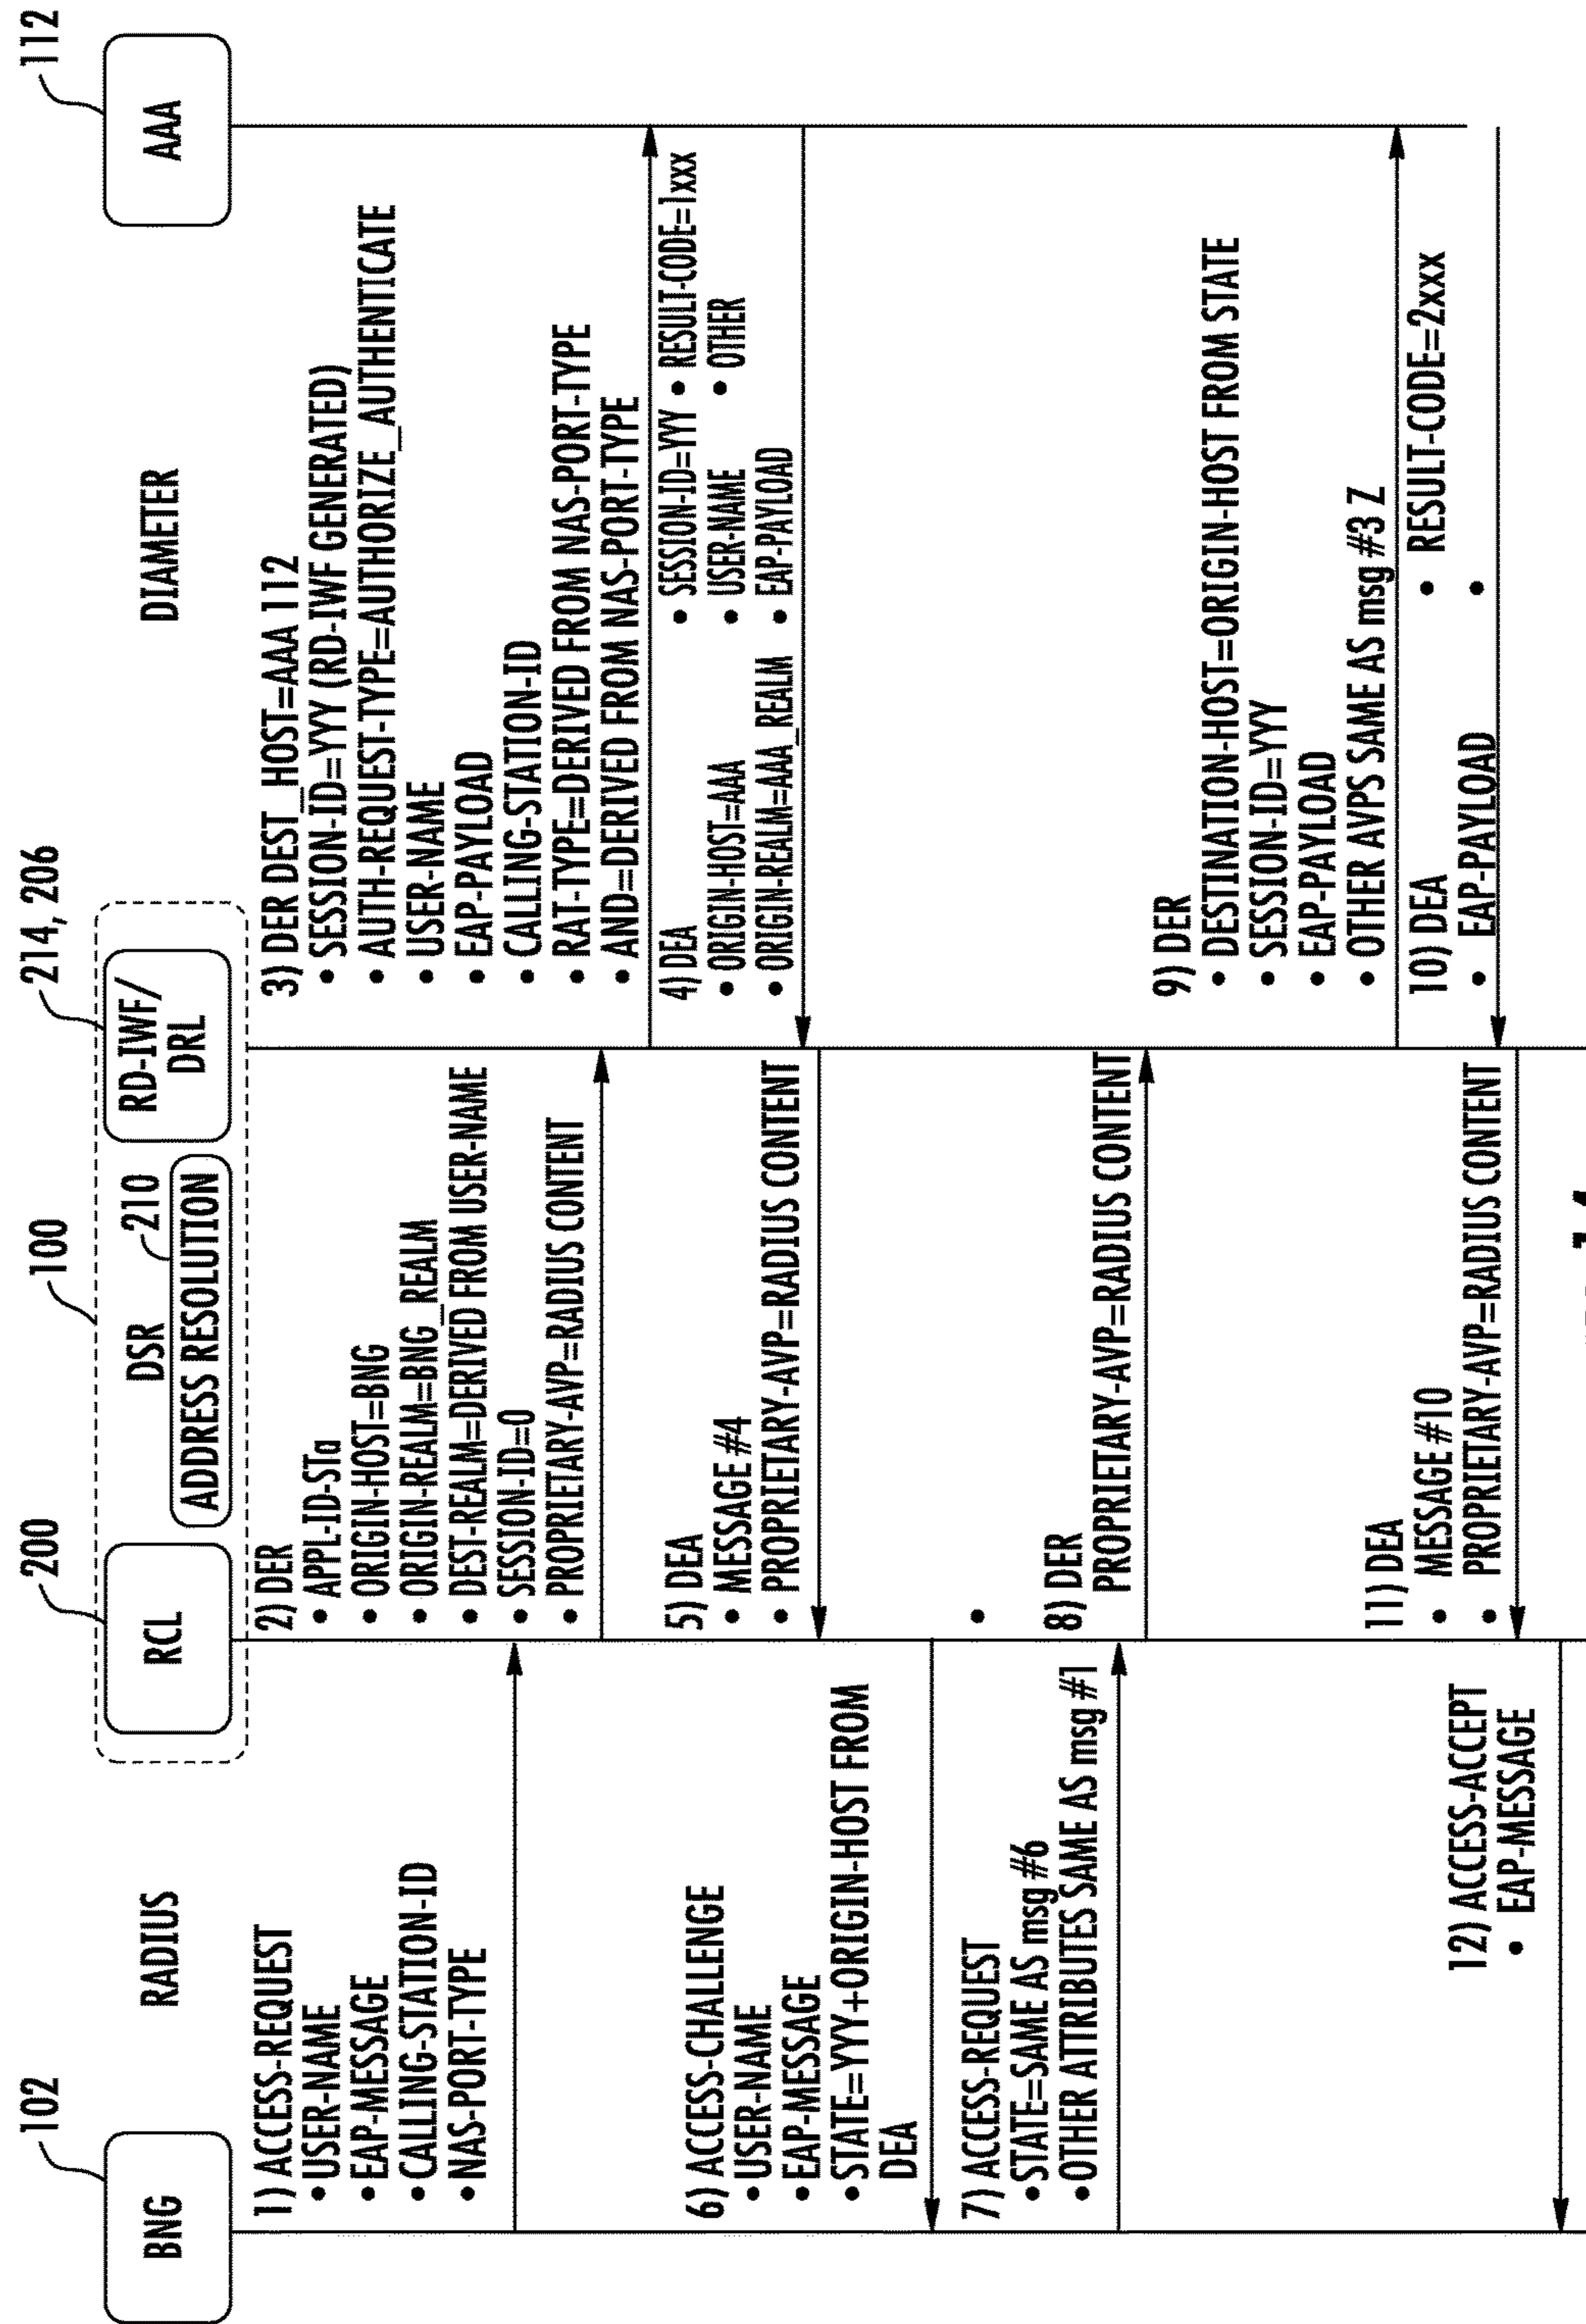 100
102
200
210
214, 206
112
BNG
RCL
DSR
ADDRESS RESOLUTION
RD-IWF/
DRL
AAA
RADIUS
DIAMETER
1) ACCESS-REQUEST
• USER-NAME
• EAP-MESSAGE
• CALLING-STATION-ID
• NAS-PORT-TYPE
2) DER
• APPL-ID-STa
• ORIGIN-HOST=BNG
• ORIGIN-REALM=BNG_REALM
• DEST-REALM=DERIVED FROM USER-NAME
• SESSION-ID=0
• PROPRIETARY-AVP=RADIUS CONTENT
3) DER DEST_HOST=AAA 112
• SESSION-ID=YYY (RD-IWF GENERATED)
• AUTH-REQUEST-TYPE=AUTHORIZE_AUTHENTICATE
• USER-NAME
• EAP-PAYLOAD
• CALLING-STATION-ID
• RAT-TYPE=DERIVED FROM NAS-PORT-TYPE
• AND=DERIVED FROM NAS-PORT-TYPE
4) DEA
• ORIGIN-HOST=AAA
• ORIGIN-REALM=AAA_REALM
• SESSION-ID=YYY
• USER-NAME
• EAP-PAYLOAD
• RESULT-CODE=1xxx
• OTHER
5) DEA
• MESSAGE #4
• PROPRIETARY-AVP=RADIUS CONTENT
6) ACCESS-CHALLENGE
• USER-NAME
• EAP-MESSAGE
• STATE=YYY+ORIGIN-HOST FROM
DEA
7) ACCESS-REQUEST
• STATE=SAME AS msg #6
• OTHER ATTRIBUTES SAME AS msg #1
•
8) DER
PROPRIETARY-AVP=RADIUS CONTENT
9) DER
• DESTINATION-HOST=ORIGIN-HOST FROM STATE
• SESSION-ID=YYY
• EAP-PAYLOAD
• OTHER AVPS SAME AS msg #3 Z
10) DEA
• EAP-PAYLOAD
• RESULT-CODE=2xxx
•
11) DEA
• MESSAGE #10
• PROPRIETARY-AVP=RADIUS CONTENT
12) ACCESS-ACCEPT
• EAP-MESSAGE